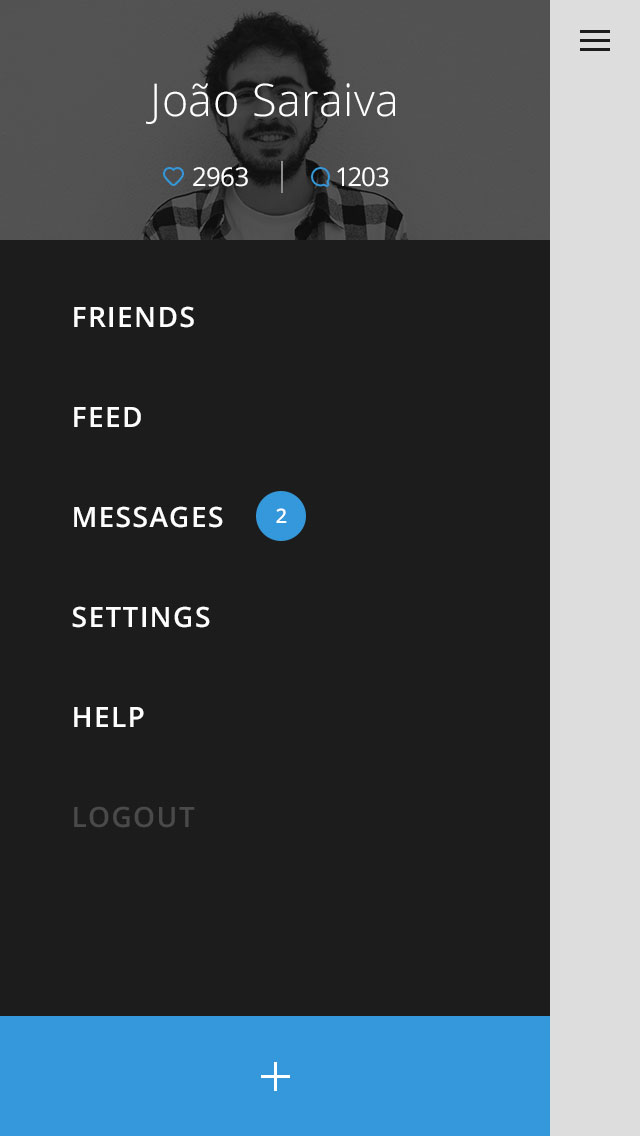 João Saraiva
2963 1203
FRIENDS
FEED
MESSAGES 2
SETTINGS
HELP
LOGOUT